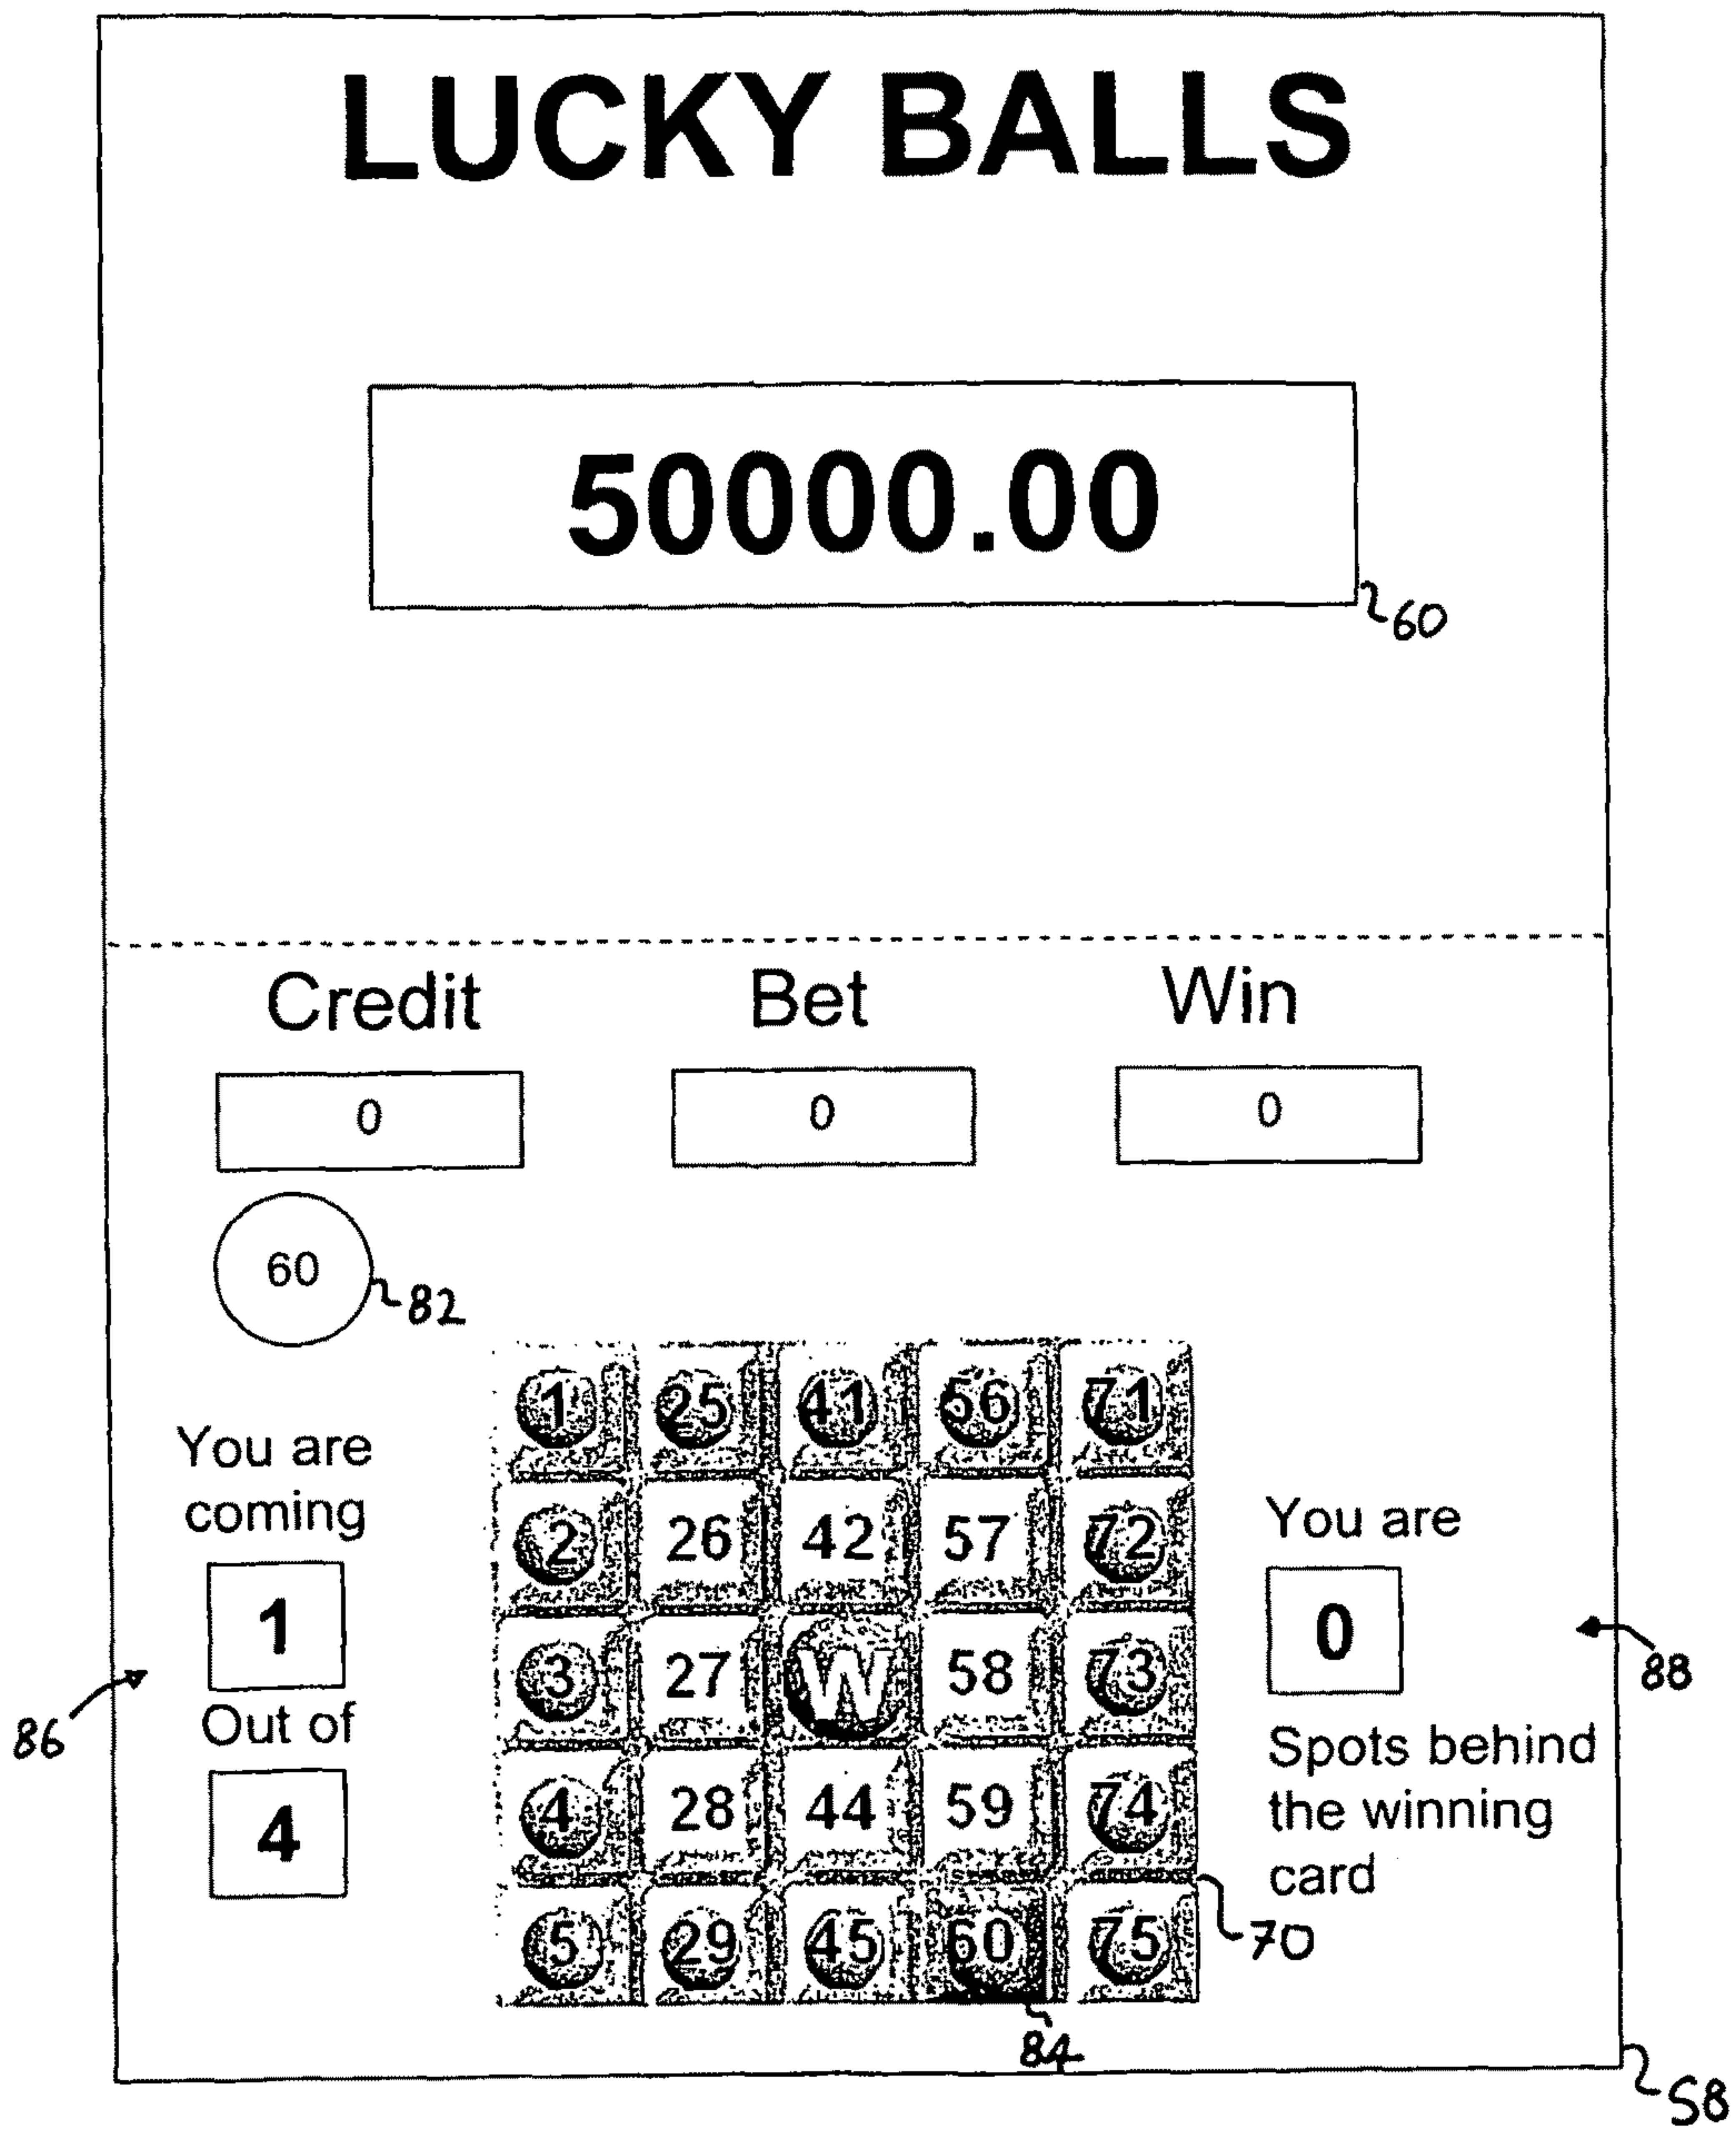 LUCKY BALLS
50000.00
60
Credit Bet Win
0 0 0
60
82
You are
coming
1
Out of
4
86
1 25 41 56 71
2 26 42 57 72
3 27 W 58 73
4 28 44 59 74
5 29 45 60 75
70
84
You are
0
Spots behind
the winning
card
88
58